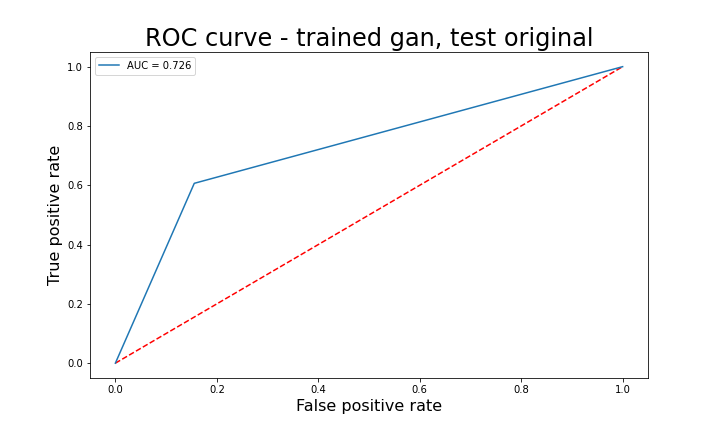 ROC curve - trained gan, test original
AUC = 0.726
1.0
0.8
0.6
0.4
0.2
0.0
True positive rate
0.0 0.2 0.4 0.6 0.8 1.0
False positive rate